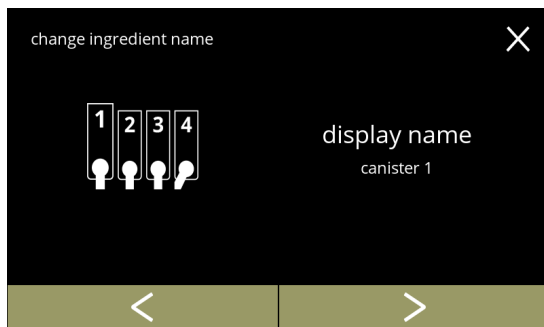 change ingredient name
1 2 3 4
display name
canister 1